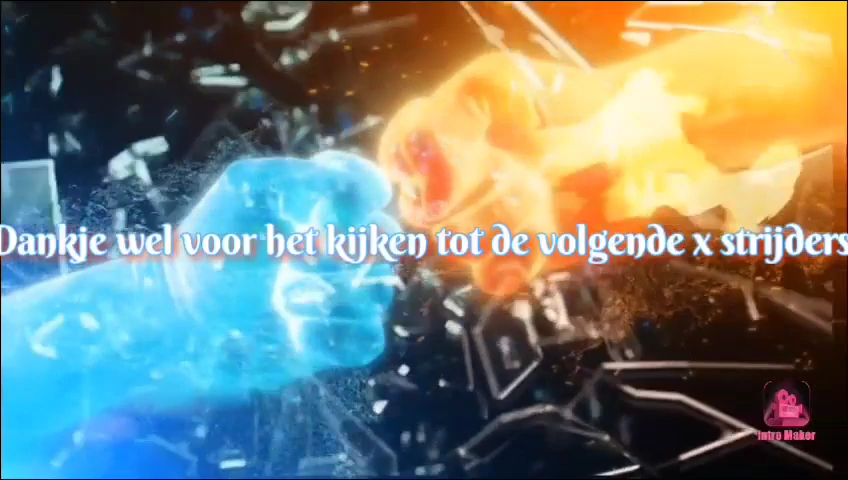 Dankje wel voor het kijken tot de volgende x strijders
Intro Maker